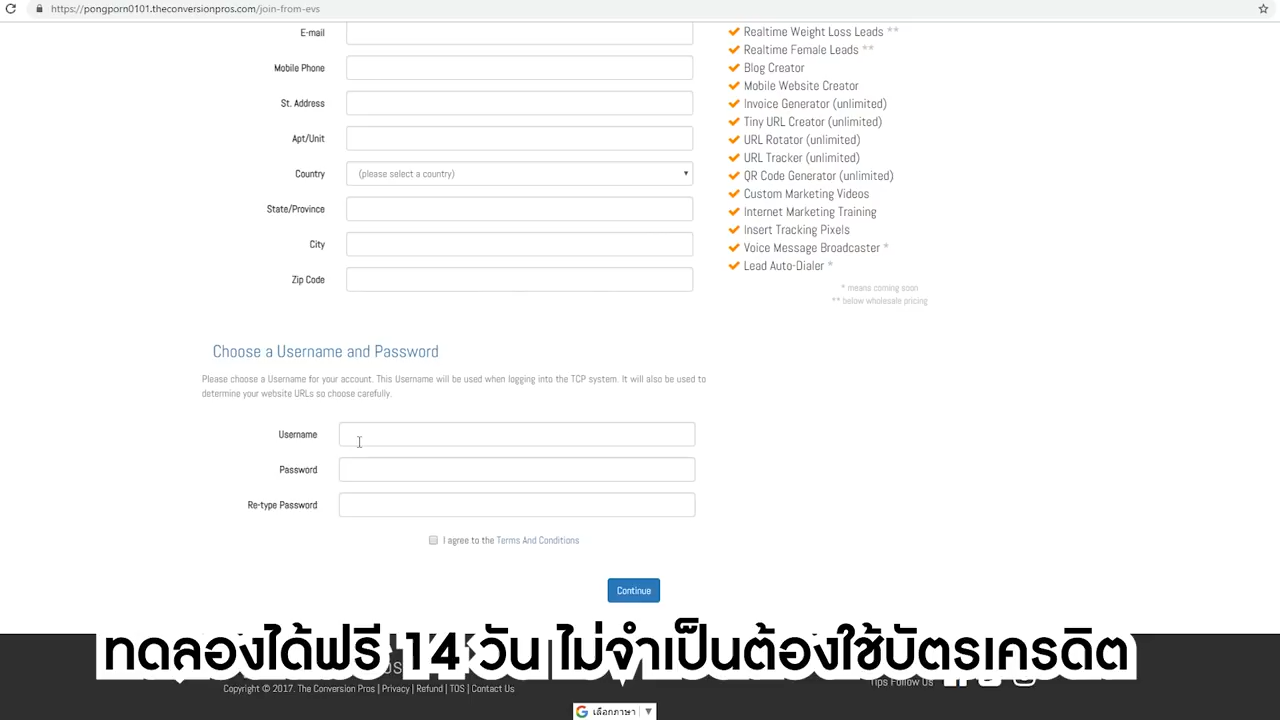 https://pongporn0101.theconversionpros.com/join-from-evs
E-mail
Mobile Phone
St. Address
Apt/Unit
Country
(please select a country)
State/Province
City
Zip Code
Realtime Weight Loss Leads **
Realtime Female Leads **
Blog Creator
Mobile Website Creator
Invoice Generator (unlimited)
Tiny URL Creator (unlimited)
URL Rotator (unlimited)
URL Tracker (unlimited)
QR Code Generator (unlimited)
Custom Marketing Videos
Internet Marketing Training
Insert Tracking Pixels
Voice Message Broadcaster *
Lead Auto-Dialer *
* means coming soon
** below wholesale pricing
Choose a Username and Password
Please choose a Username for your account. This Username will be used when logging into the TCP system. It will also be used to
determine your website URLs so choose carefully.
Username
Password
Re-type Password
I agree to the Terms And Conditions
Continue
ทดลองได้ฟรี 14 วัน ไม่จำเป็นต้องใช้บัตรเครดิต
Copyright © 2017. The Conversion Pros | Privacy | Refund | TOS | Contact Us
Tips Follow Us
เลือกภาษา